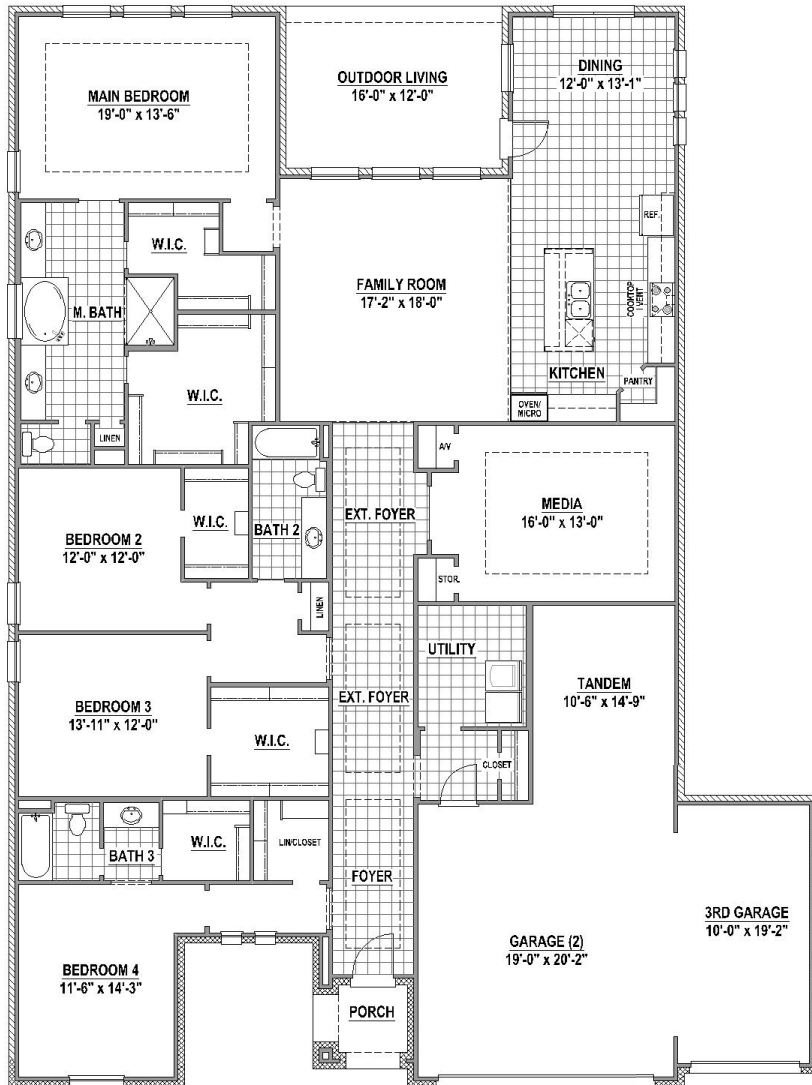 MAIN BEDROOM
19'-0" x 13'-6"
OUTDOOR LIVING
16'-0" x 12'-0"
DINING
12'-0" x 13'-1"
REF.
W.I.C.
M. BATH
FAMILY ROOM
17'-2" x 18'-0"
COOKTOP
/ VENT
KITCHEN
PANTRY
W.I.C.
OVEN/
MICRO
LINEN
A/V
MEDIA
16'-0" x 13'-0"
EXT. FOYER
W.I.C.
BATH 2
BEDROOM 2
12'-0" x 12'-0"
STOR.
LINEN
UTILITY
TANDEM
10'-6" x 14'-9"
EXT. FOYER
BEDROOM 3
13'-11" x 12'-0"
W.I.C.
CLOSET
W.I.C.
LIN/CLOSET
BATH 3
FOYER
3RD GARAGE
10'-0" x 19'-2"
GARAGE (2)
19'-0" x 20'-2"
BEDROOM 4
11'-6" x 14'-3"
PORCH